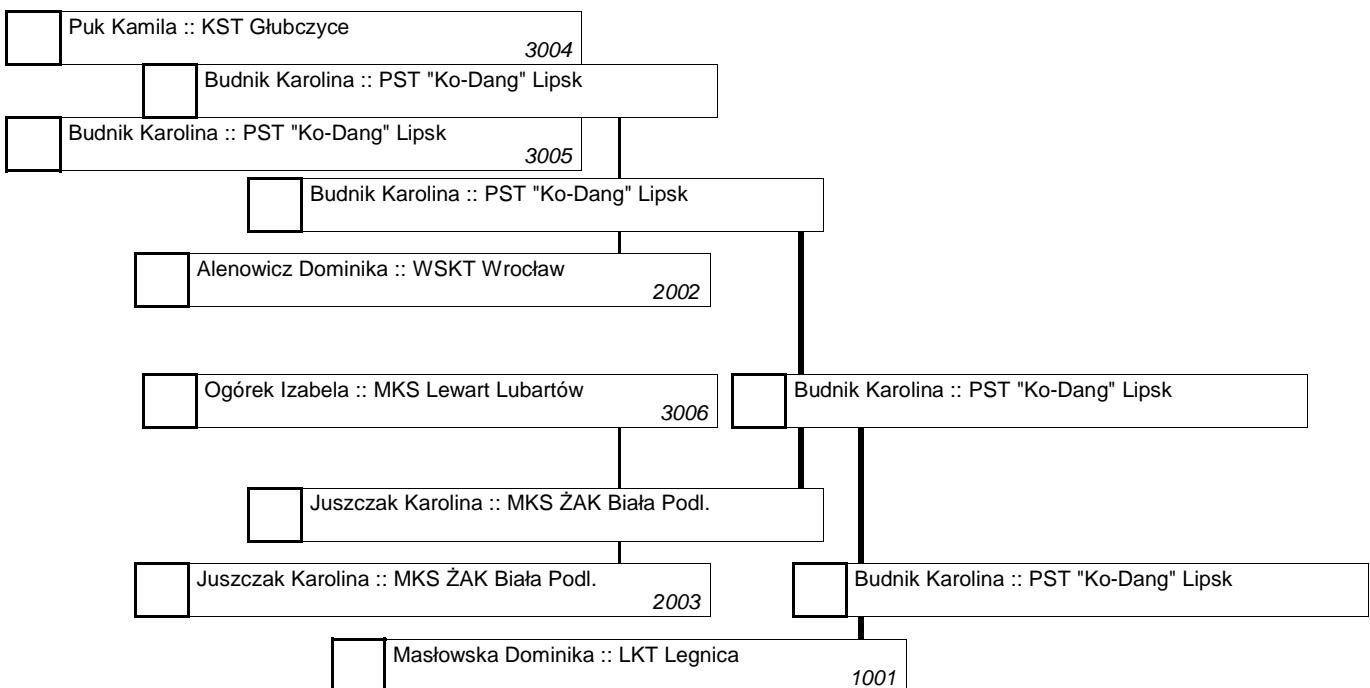 Puk Kamila :: KST Głubczyce
3004
Budnik Karolina :: PST "Ko-Dang" Lipsk
Budnik Karolina :: PST "Ko-Dang" Lipsk
3005
Budnik Karolina :: PST "Ko-Dang" Lipsk
Alenowicz Dominika :: WSKT Wrocław
2002
Ogórek Izabela :: MKS Lewart Lubartów
3006
Budnik Karolina :: PST "Ko-Dang" Lipsk
Juszczak Karolina :: MKS ŻAK Biała Podl.
Juszczak Karolina :: MKS ŻAK Biała Podl.
2003
Budnik Karolina :: PST "Ko-Dang" Lipsk
Masłowska Dominika :: LKT Legnica
1001